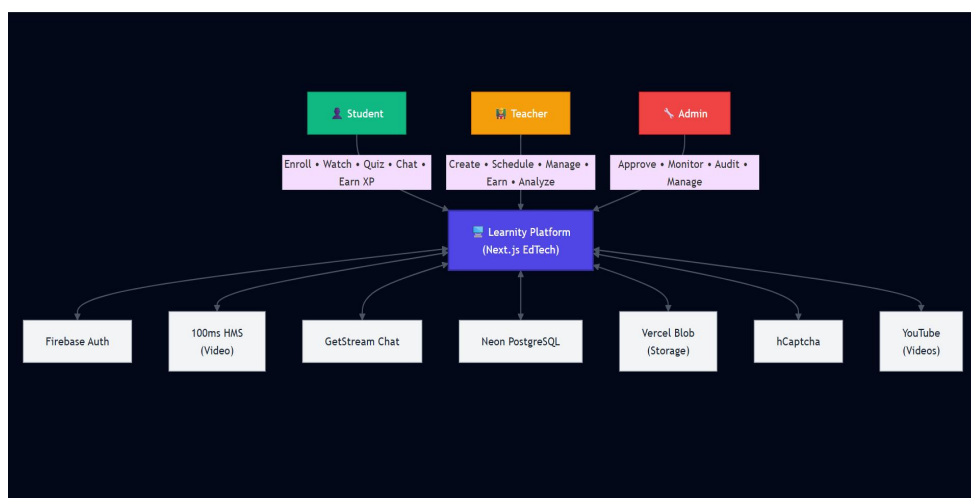 Student
Teacher
Admin
Enroll • Watch • Quiz • Chat •
Earn XP
Create • Schedule • Manage •
Earn • Analyze
Approve • Monitor • Audit •
Manage
Learnity Platform
(Next.js EdTech)
Firebase Auth
100ms HMS
(Video)
GetStream Chat
Neon PostgreSQL
Vercel Blob
(Storage)
hCaptcha
YouTube
(Videos)